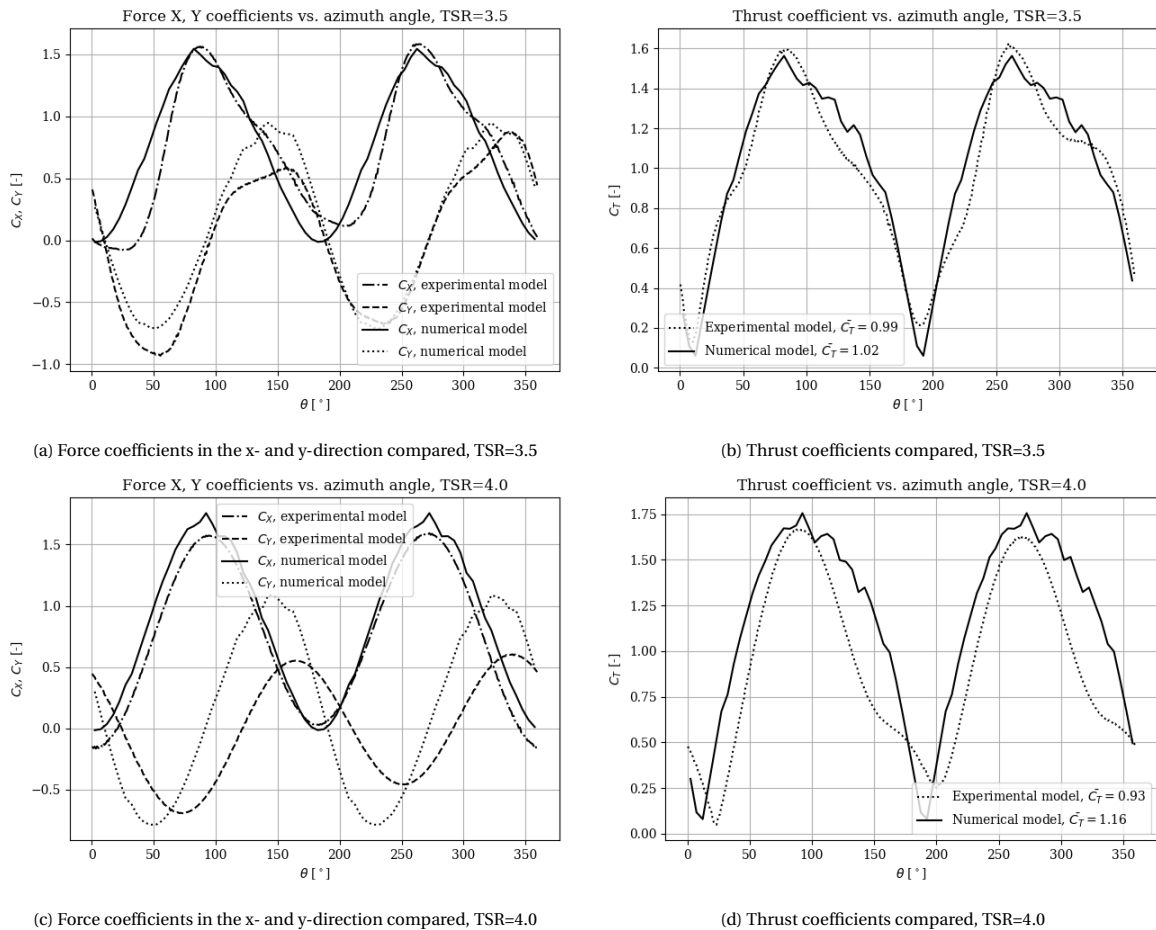 Force X, Y coefficients vs. azimuth angle, TSR=3.5
1.5
1.0
0.5
0.0
−0.5
−1.0
C_X, C_Y [-]
C_X, experimental model
C_Y, experimental model
C_X, numerical model
C_Y, numerical model
0 50 100 150 200 250 300 350
θ [°]
(a) Force coefficients in the x- and y-direction compared, TSR=3.5
Thrust coefficient vs. azimuth angle, TSR=3.5
1.6
1.4
1.2
1.0
0.8
0.6
0.4
0.2
0.0
C_T [-]
Experimental model, C̄_T = 0.99
Numerical model, C̄_T = 1.02
0 50 100 150 200 250 300 350
θ [°]
(b) Thrust coefficients compared, TSR=3.5
Force X, Y coefficients vs. azimuth angle, TSR=4.0
1.5
1.0
0.5
0.0
−0.5
C_X, C_Y [-]
C_X, experimental model
C_Y, experimental model
C_X, numerical model
C_Y, numerical model
0 50 100 150 200 250 300 350
θ [°]
(c) Force coefficients in the x- and y-direction compared, TSR=4.0
Thrust coefficient vs. azimuth angle, TSR=4.0
1.75
1.50
1.25
1.00
0.75
0.50
0.25
0.00
C_T [-]
Experimental model, C̄_T = 0.93
Numerical model, C̄_T = 1.16
0 50 100 150 200 250 300 350
θ [°]
(d) Thrust coefficients compared, TSR=4.0